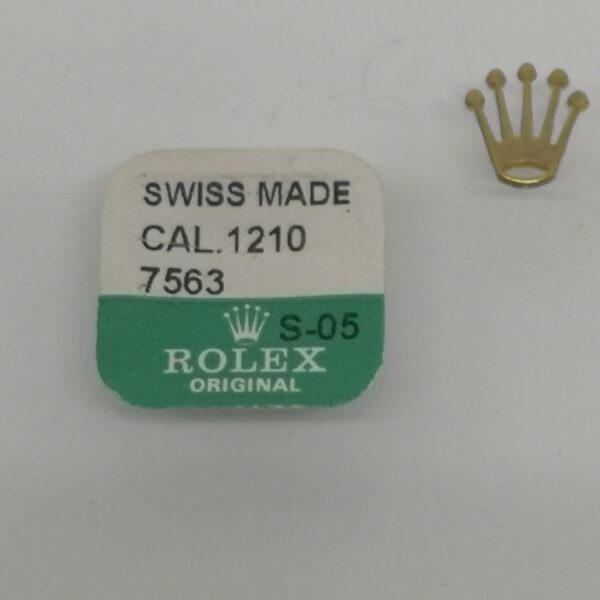 SWISS MADE
CAL.1210
7563
S-05
ROLEX
ORIGINAL